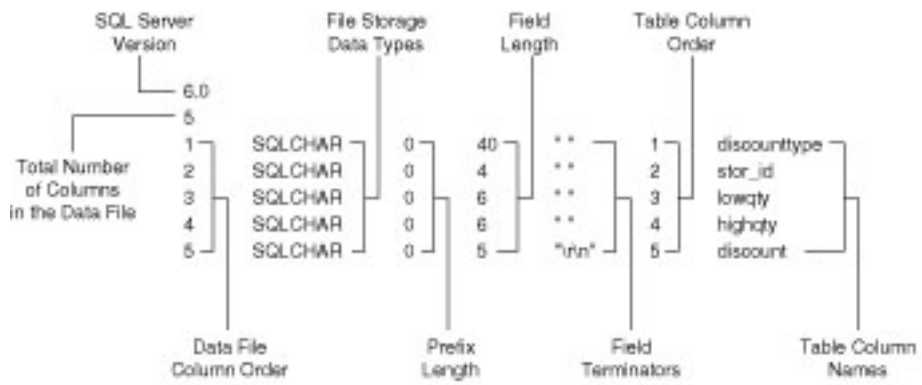 SQL Server Version
File Storage Data Types
Field Length
Table Column Order
6.0
5
1 SQLCHAR 0 40 " " 1 discounttype
2 SQLCHAR 0 4 " " 2 stor_id
3 SQLCHAR 0 6 " " 3 lowqty
4 SQLCHAR 0 6 " " 4 highqty
5 SQLCHAR 0 5 "\r\n" 5 discount
Total Number
of Columns
in the Data File
Data File Column Order
Prefix Length
Field Terminators
Table Column Names